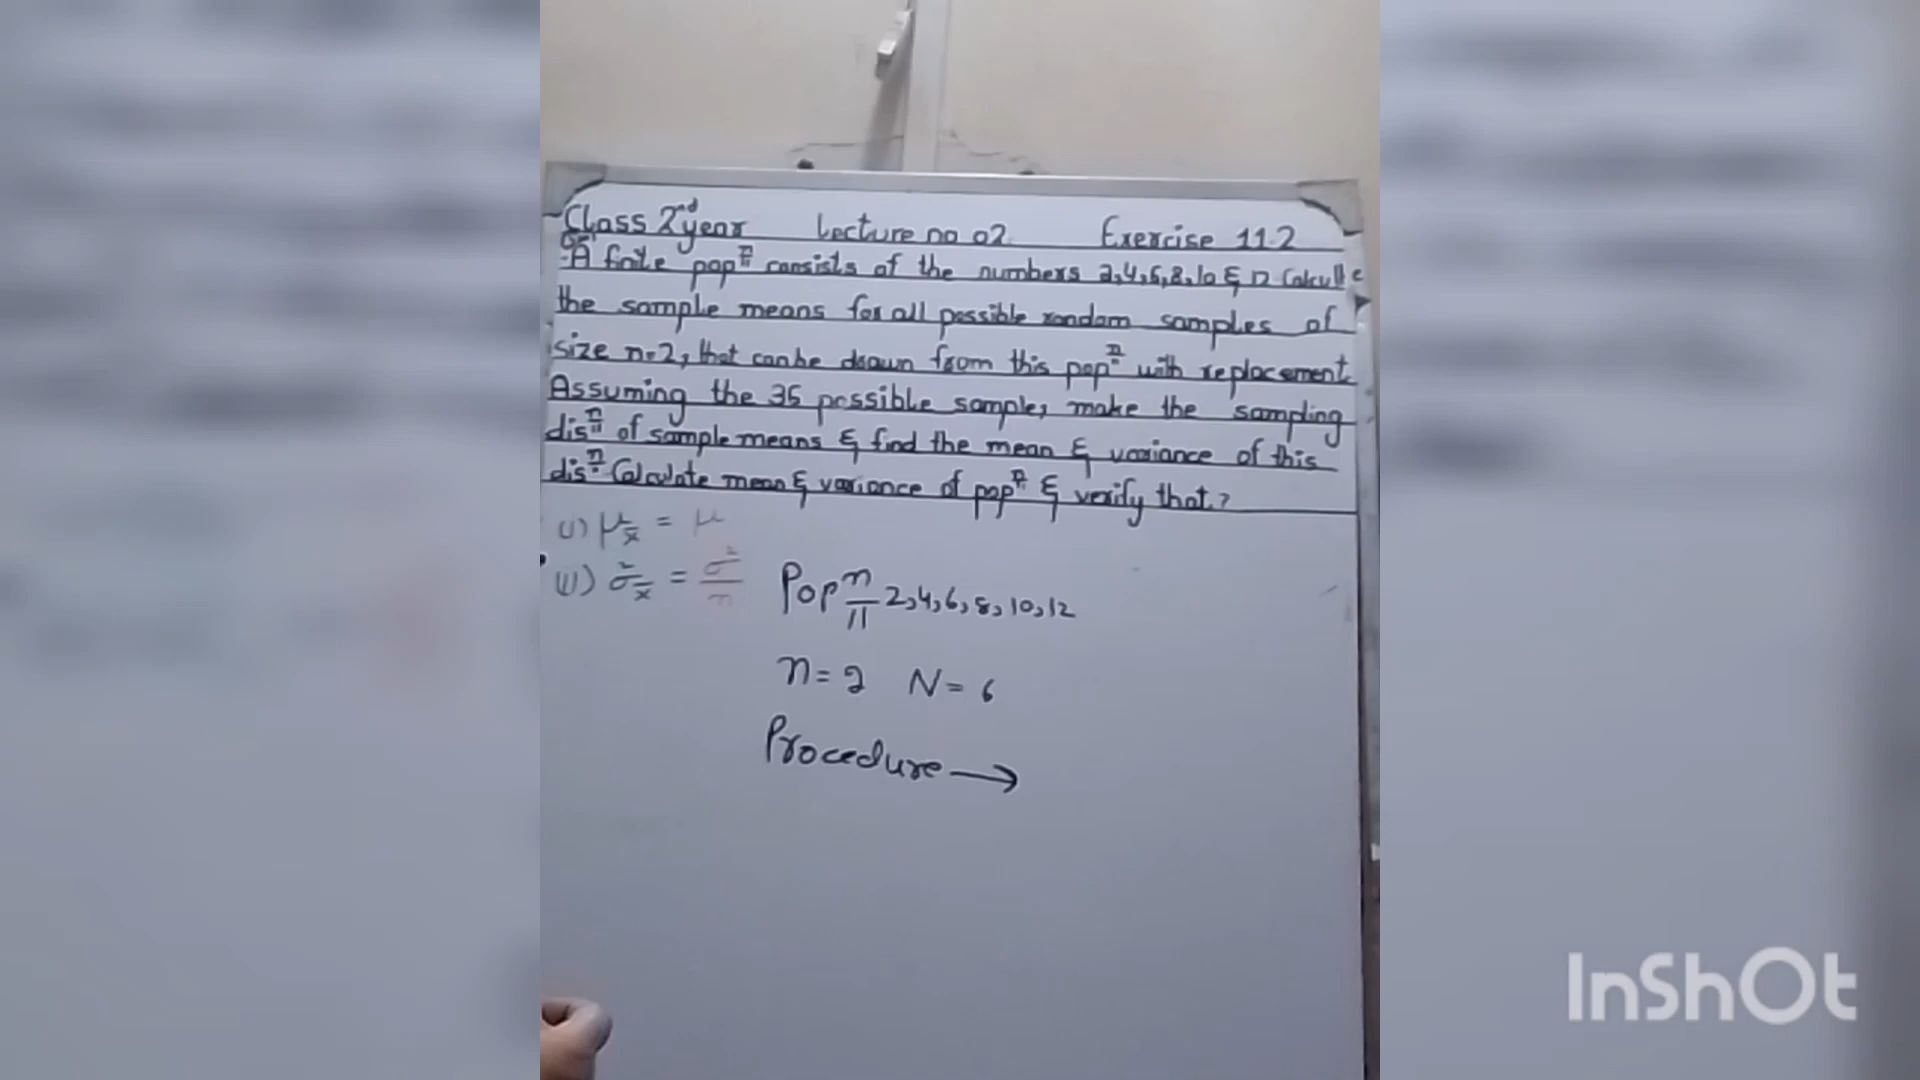 Class 2nd year Lecture no 02. Exercise 11.2
A finite popⁿ consists of the numbers 2,4,6,8,10 & 12. Calculte
the sample means for all possible random samples of
size n=2, that can be drawn from this popⁿ with replacement
Assuming the 36 possible samples make the sampling
disⁿ of sample means & find the mean & variance of this
disⁿ Calculate mean & variance of popⁿ & verify that?
(I) μx̄ = μ
(II) σ²x̄ = σ²/n
Popⁿ 2,4,6,8,10,12
n=2 N=6
Procedure →
InShOt